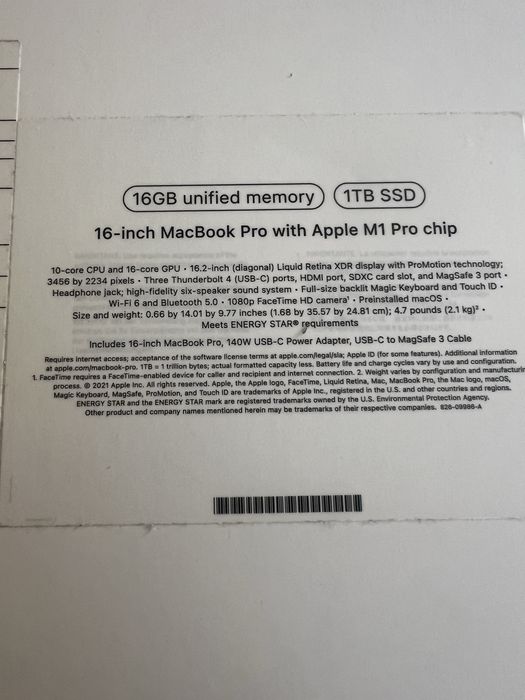 16GB unified memory 1TB SSD
16-inch MacBook Pro with Apple M1 Pro chip
10-core CPU and 16-core GPU • 16.2-inch (diagonal) Liquid Retina XDR display with ProMotion technology;
3456 by 2234 pixels • Three Thunderbolt 4 (USB-C) ports, HDMI port, SDXC card slot, and MagSafe 3 port •
Headphone jack; high-fidelity six-speaker sound system • Full-size backlit Magic Keyboard and Touch ID •
Wi-Fi 6 and Bluetooth 5.0 • 1080p FaceTime HD camera¹ • Preinstalled macOS •
Size and weight: 0.66 by 14.01 by 9.77 inches (1.68 by 35.57 by 24.81 cm); 4.7 pounds (2.1 kg)² •
Meets ENERGY STAR® requirements
Includes 16-inch MacBook Pro, 140W USB-C Power Adapter, USB-C to MagSafe 3 Cable
Requires internet access; acceptance of the software license terms at apple.com/legal/sla; Apple ID (for some features). Additional information
at apple.com/macbook-pro. 1TB = 1 trillion bytes; actual formatted capacity less. Battery life and charge cycles vary by use and configuration.
1. FaceTime requires a FaceTime-enabled device for caller and recipient and internet connection. 2. Weight varies by configuration and manufacturin
process. © 2021 Apple Inc. All rights reserved. Apple, the Apple logo, FaceTime, Liquid Retina, Mac, MacBook Pro, the Mac logo, macOS,
Magic Keyboard, MagSafe, ProMotion, and Touch ID are trademarks of Apple Inc., registered in the U.S. and other countries and regions.
ENERGY STAR and the ENERGY STAR mark are registered trademarks owned by the U.S. Environmental Protection Agency.
Other product and company names mentioned herein may be trademarks of their respective companies. 826-09986-A